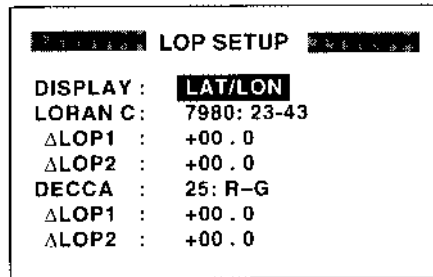 LOP SETUP
DISPLAY : LAT/LON
LORAN C: 7980: 23-43
ΔLOP1 : +00 . 0
ΔLOP2 : +00 . 0
DECCA : 25: R-G
ΔLOP1 : +00 . 0
ΔLOP2 : +00 . 0